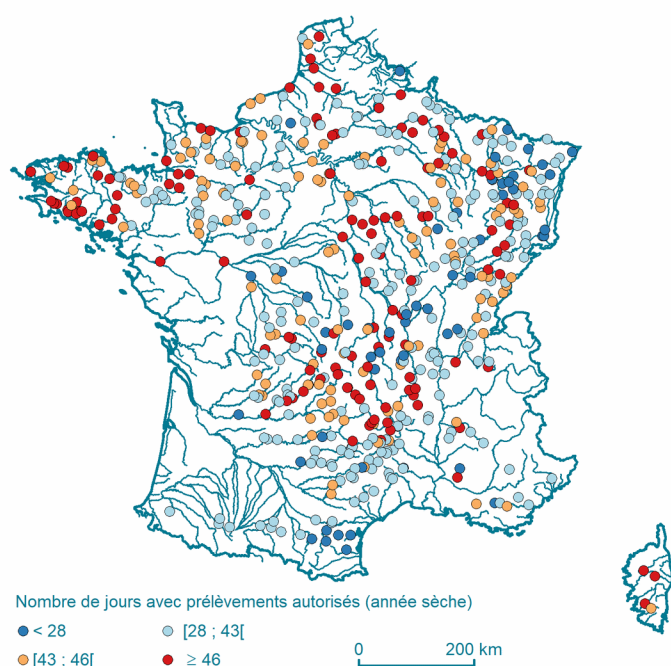 Nombre de jours avec prélèvements autorisés (année sèche)
< 28 [28 ; 43[
[43 ; 46[ ≥ 46
0 200 km